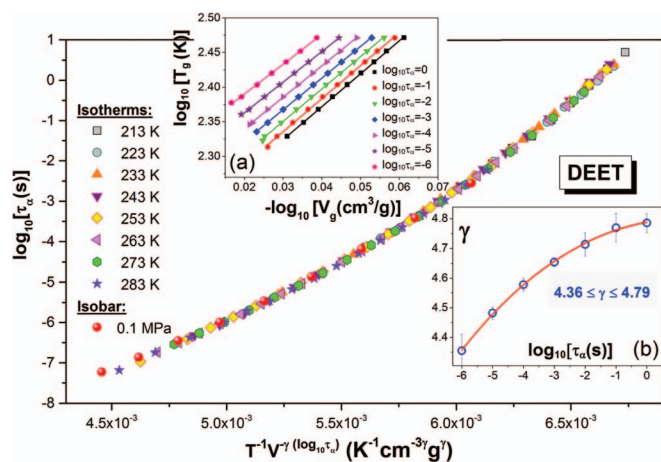 log₁₀[τα(s)]
1
0
-1
-2
-3
-4
-5
-6
-7
-8
4.5x10⁻³
5.0x10⁻³
5.5x10⁻³
6.0x10⁻³
6.5x10⁻³
T⁻¹V⁻ᵞ ⁽ˡᵒᵍ₁₀τα⁾ (K⁻¹cm⁻³ᵞgᵞ)
Isotherms:
213 K
223 K
233 K
243 K
253 K
263 K
273 K
283 K
Isobar:
0.1 MPa
log₁₀[Tg(K)]
2.50
2.45
2.40
2.35
2.30
(a)
0.02
0.03
0.04
0.05
0.06
0.07
-log₁₀[Vg(cm³/g)]
log₁₀τα=0
log₁₀τα=-1
log₁₀τα=-2
log₁₀τα=-3
log₁₀τα=-4
log₁₀τα=-5
log₁₀τα=-6
DEET
γ
4.8
4.7
4.6
4.5
4.4
4.36 ≤ γ ≤ 4.79
log₁₀[τα(s)]
(b)
-6 -5 -4 -3 -2 -1 0